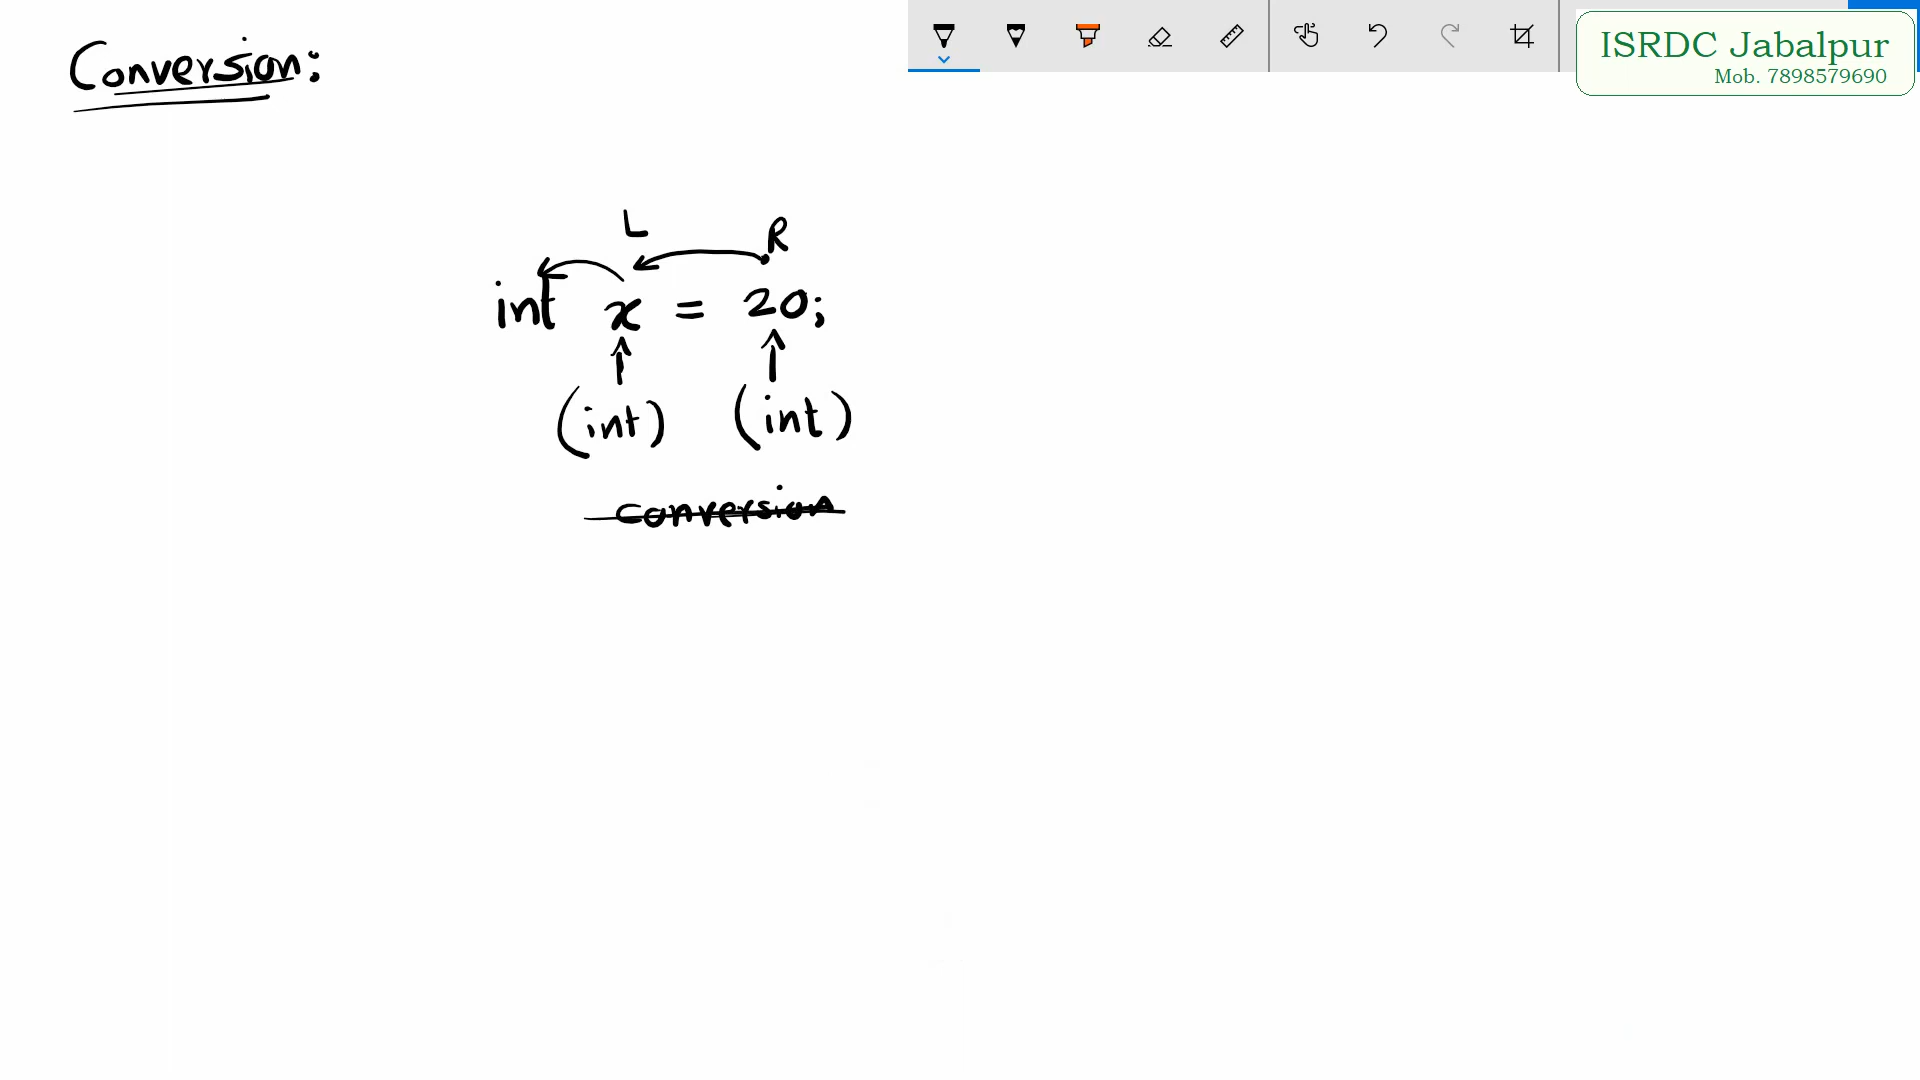 Conversion:
ISRDC Jabalpur
Mob. 7898579690
L R
int x = 20;
(int) (int)
conversion